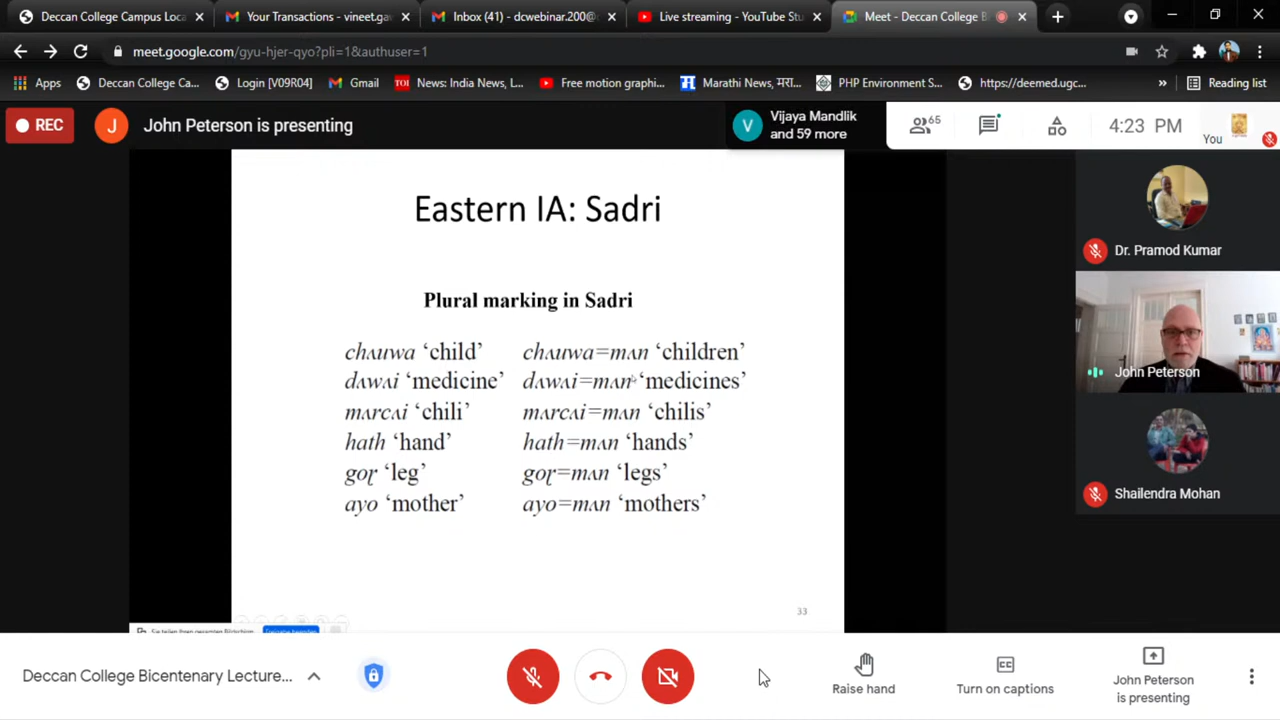 Deccan College Campus Loca
Your Transactions - vineet.ga
Inbox (41) - dcwebinar.200@
Live streaming - YouTube Stu
Meet - Deccan College B
meet.google.com/gyu-hjer-qyo?pli=1&authuser=1
Apps
Deccan College Ca...
Login [V09R04]
Gmail
TOI
News: India News, L...
Free motion graphi...
Marathi News, मरा...
PHP Environment S...
https://deemed.ugc...
»
Reading list
REC
J
John Peterson is presenting
V
Vijaya Mandlik
and 59 more
65
4:23 PM
You
Eastern IA: Sadri
Plural marking in Sadri
chʌuwa ‘child’ chʌuwa=mʌn ‘children’
dʌwʌi ‘medicine’ dʌwʌi=mʌn ‘medicines’
mʌrcʌi ‘chili’ mʌrcʌi=mʌn ‘chilis’
hath ‘hand’ hath=mʌn ‘hands’
goɽ ‘leg’ goɽ=mʌn ‘legs’
ayo ‘mother’ ayo=mʌn ‘mothers’
33
Dr. Pramod Kumar
John Peterson
Shailendra Mohan
Deccan College Bicentenary Lecture...
Raise hand
Turn on captions
John Peterson
is presenting